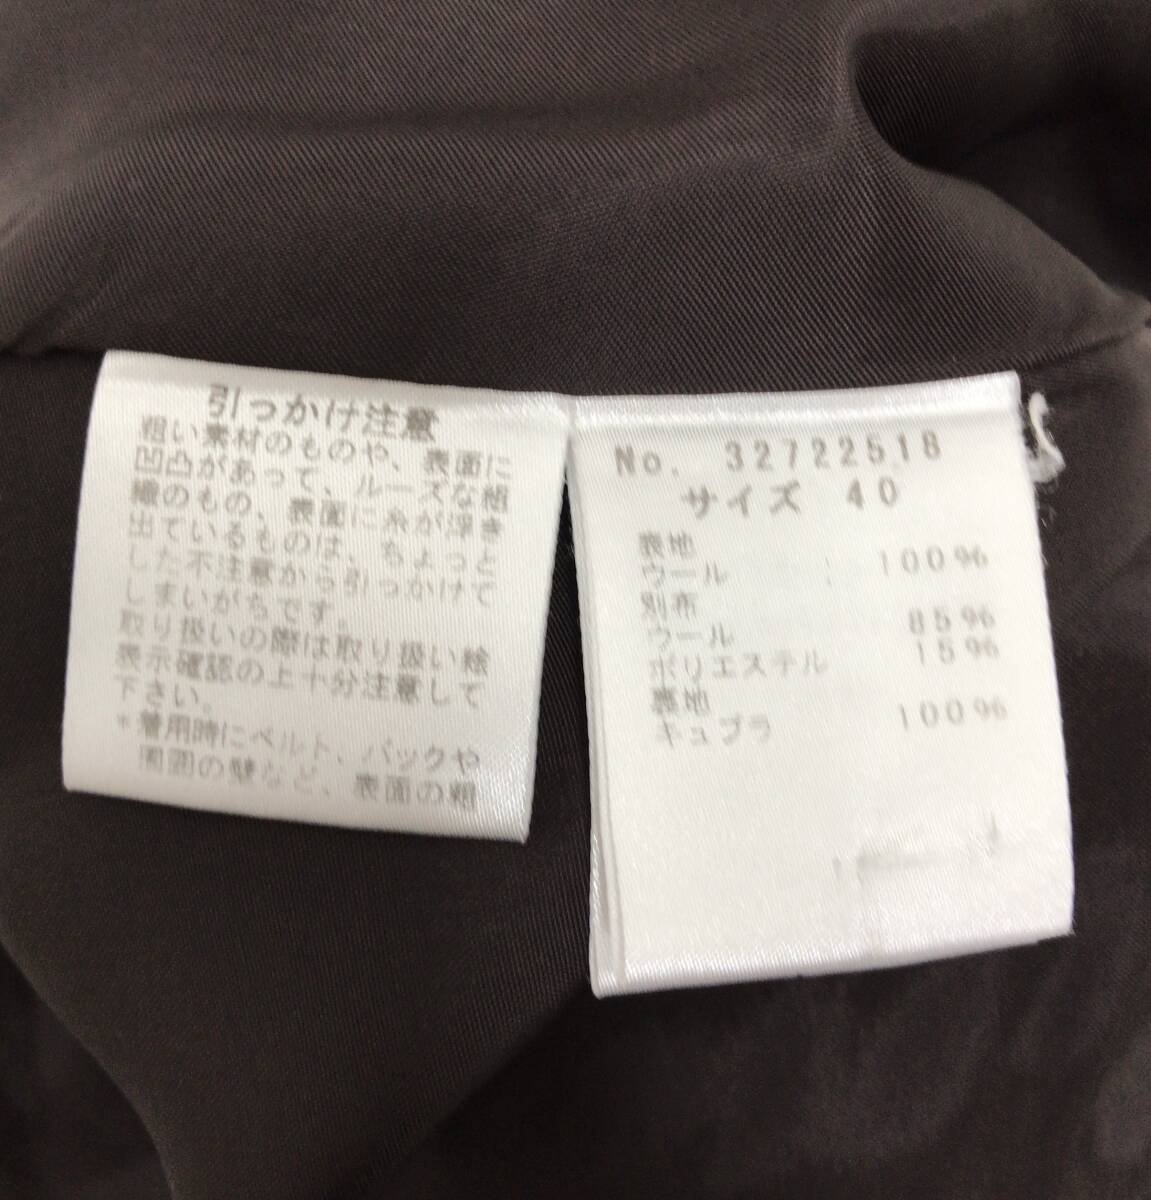 引っかけ注意
粗い素材のものや、表面に
凹凸があって、ルーズな粗
織のもの、表面に糸が浮き
出ているものは、ちょっと
した不注意から引っかけて
しまいがちです。
取り扱いの際は取り扱い絵
表示確認の上十分注意して
下さい。
*着用時にベルト、バックや
周囲の壁など、表面の粗
No. 32722518
サイズ 40
表地
ウール : 100%
別布
ウール 85%
ポリエステル 15%
裏地
キュプラ 100%